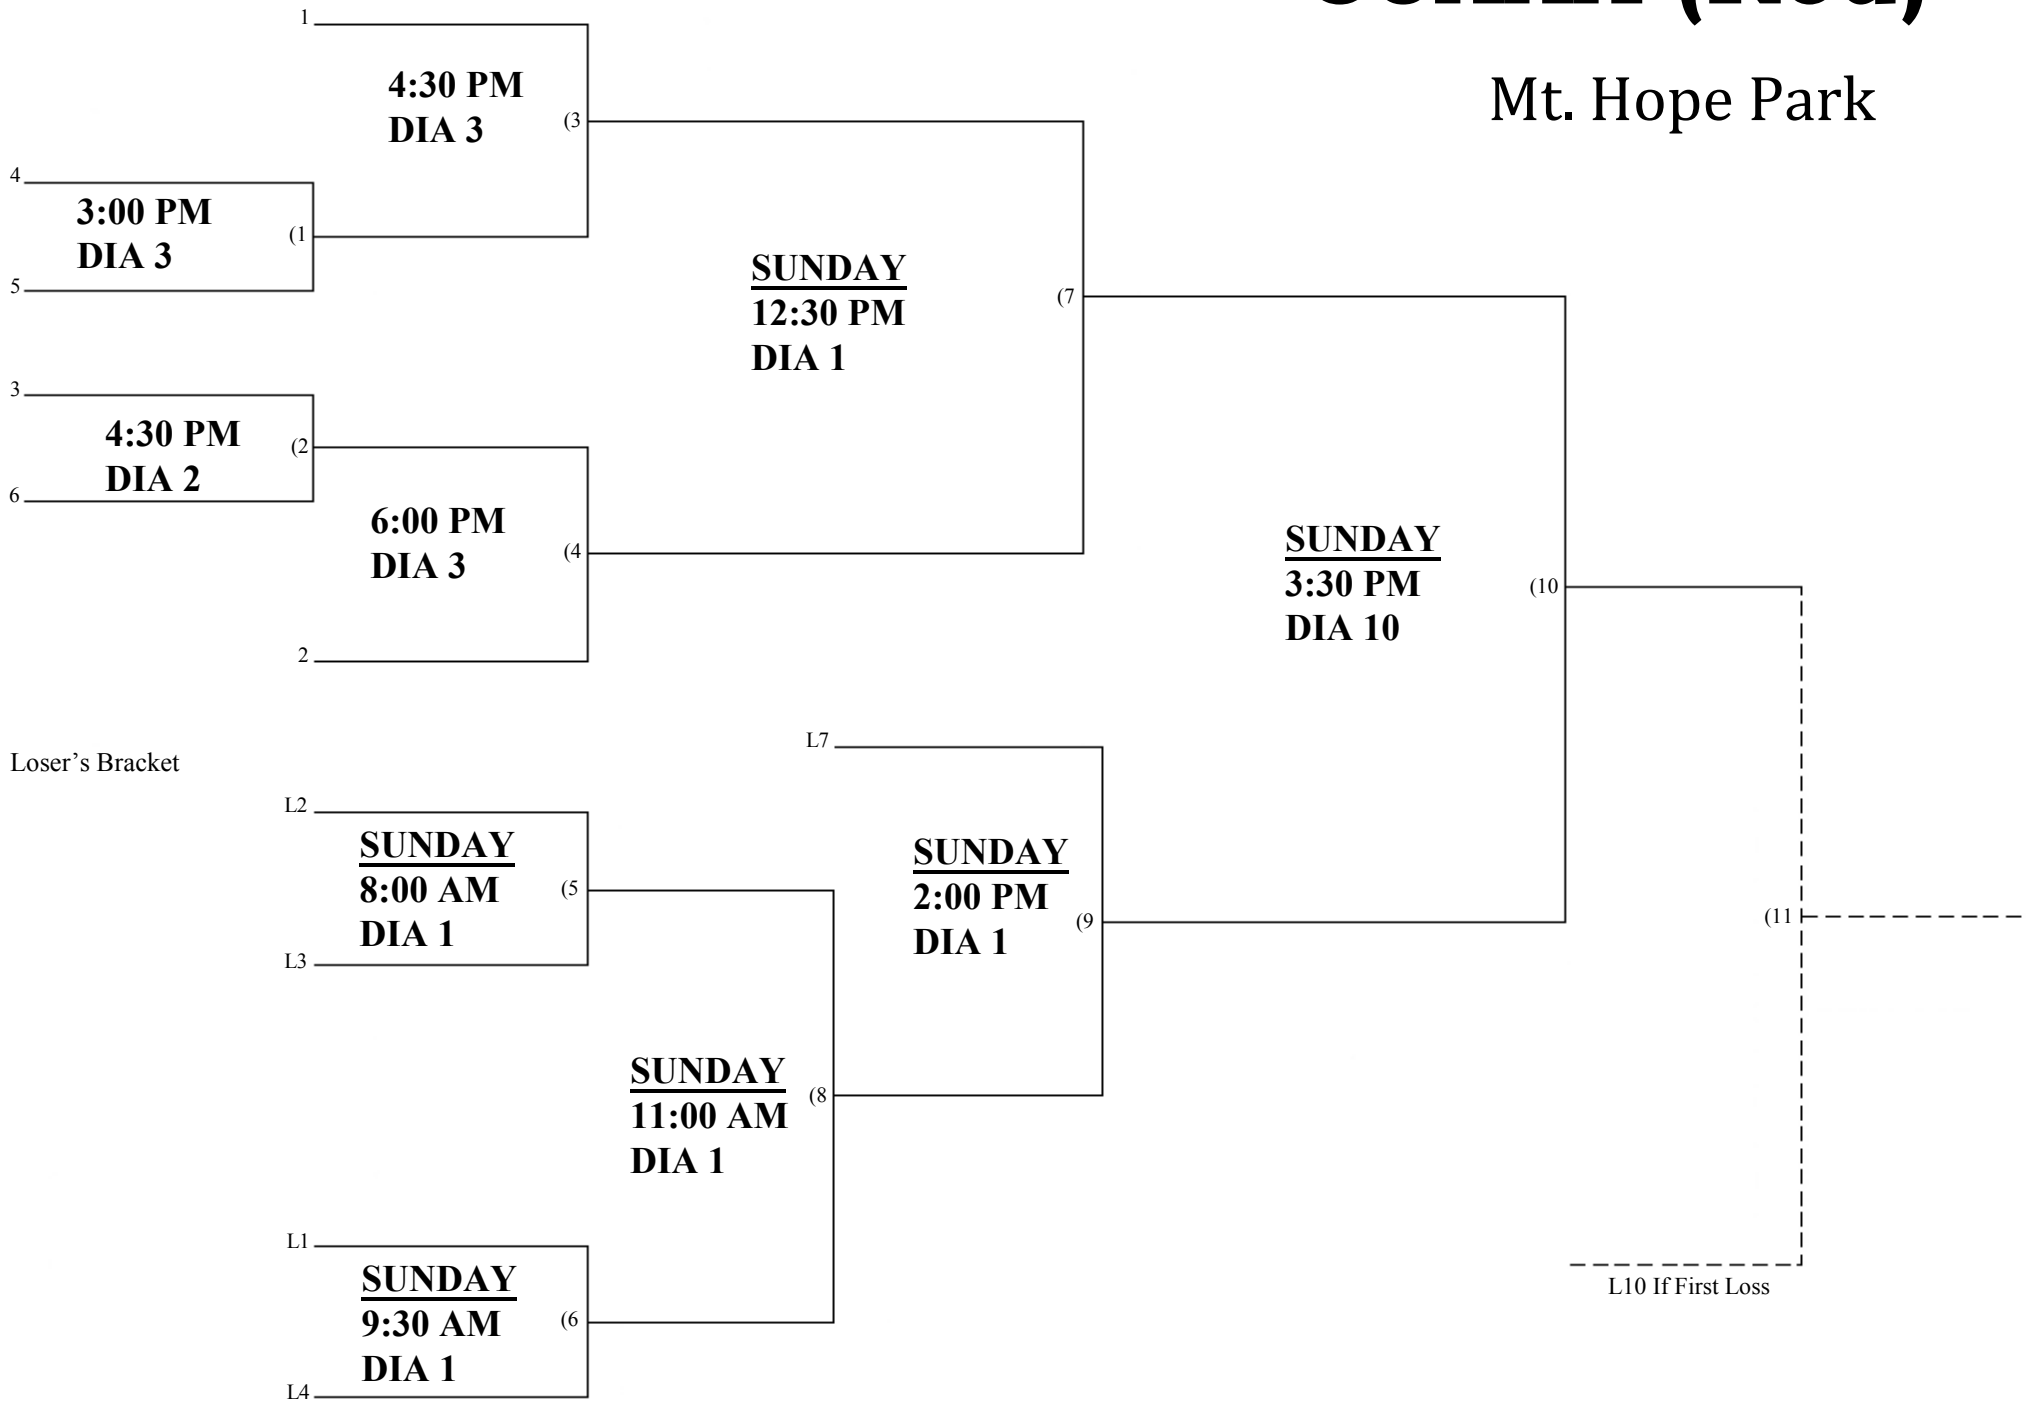 (Red)
Mt. Hope Park
1
4:30 PM
DIA 3
(3
4
3:00 PM
DIA 3
(1
5
SUNDAY
12:30 PM
DIA 1
(7
3
4:30 PM
DIA 2
(2
6
6:00 PM
DIA 3
(4
2
SUNDAY
3:30 PM
DIA 10
(10
Loser’s Bracket
L7
L2
SUNDAY
8:00 AM
DIA 1
(5
L3
SUNDAY
2:00 PM
DIA 1
(9
(11
SUNDAY
11:00 AM
DIA 1
(8
L1
SUNDAY
9:30 AM
DIA 1
(6
L4
L10 If First Loss